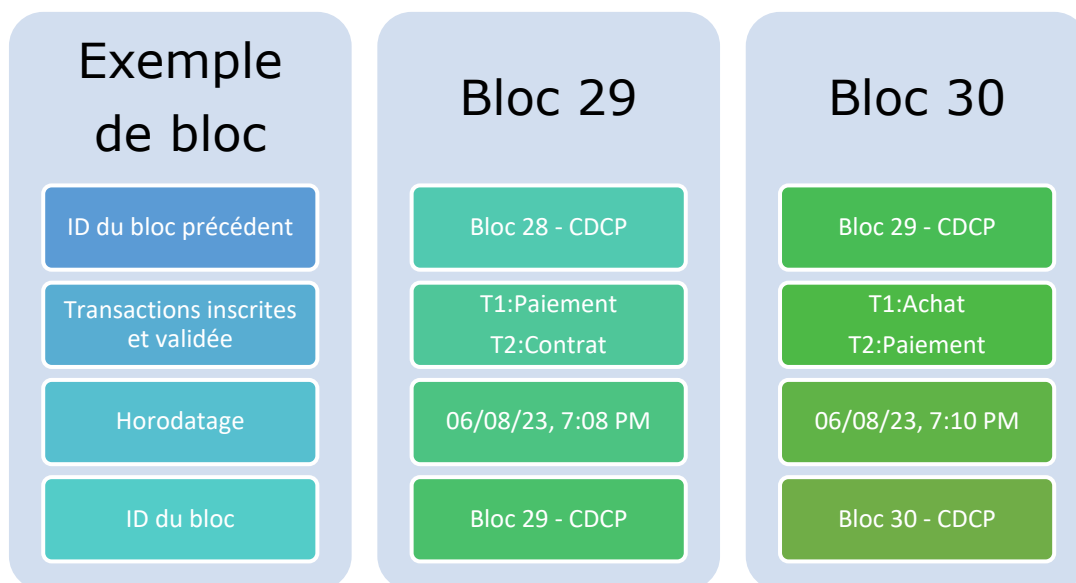 Exemple
de bloc
ID du bloc précédent
Transactions inscrites
et validée
Horodatage
ID du bloc
Bloc 29
Bloc 28 - CDCP
T1:Paiement
T2:Contrat
06/08/23, 7:08 PM
Bloc 29 - CDCP
Bloc 30
Bloc 29 - CDCP
T1:Achat
T2:Paiement
06/08/23, 7:10 PM
Bloc 30 - CDCP